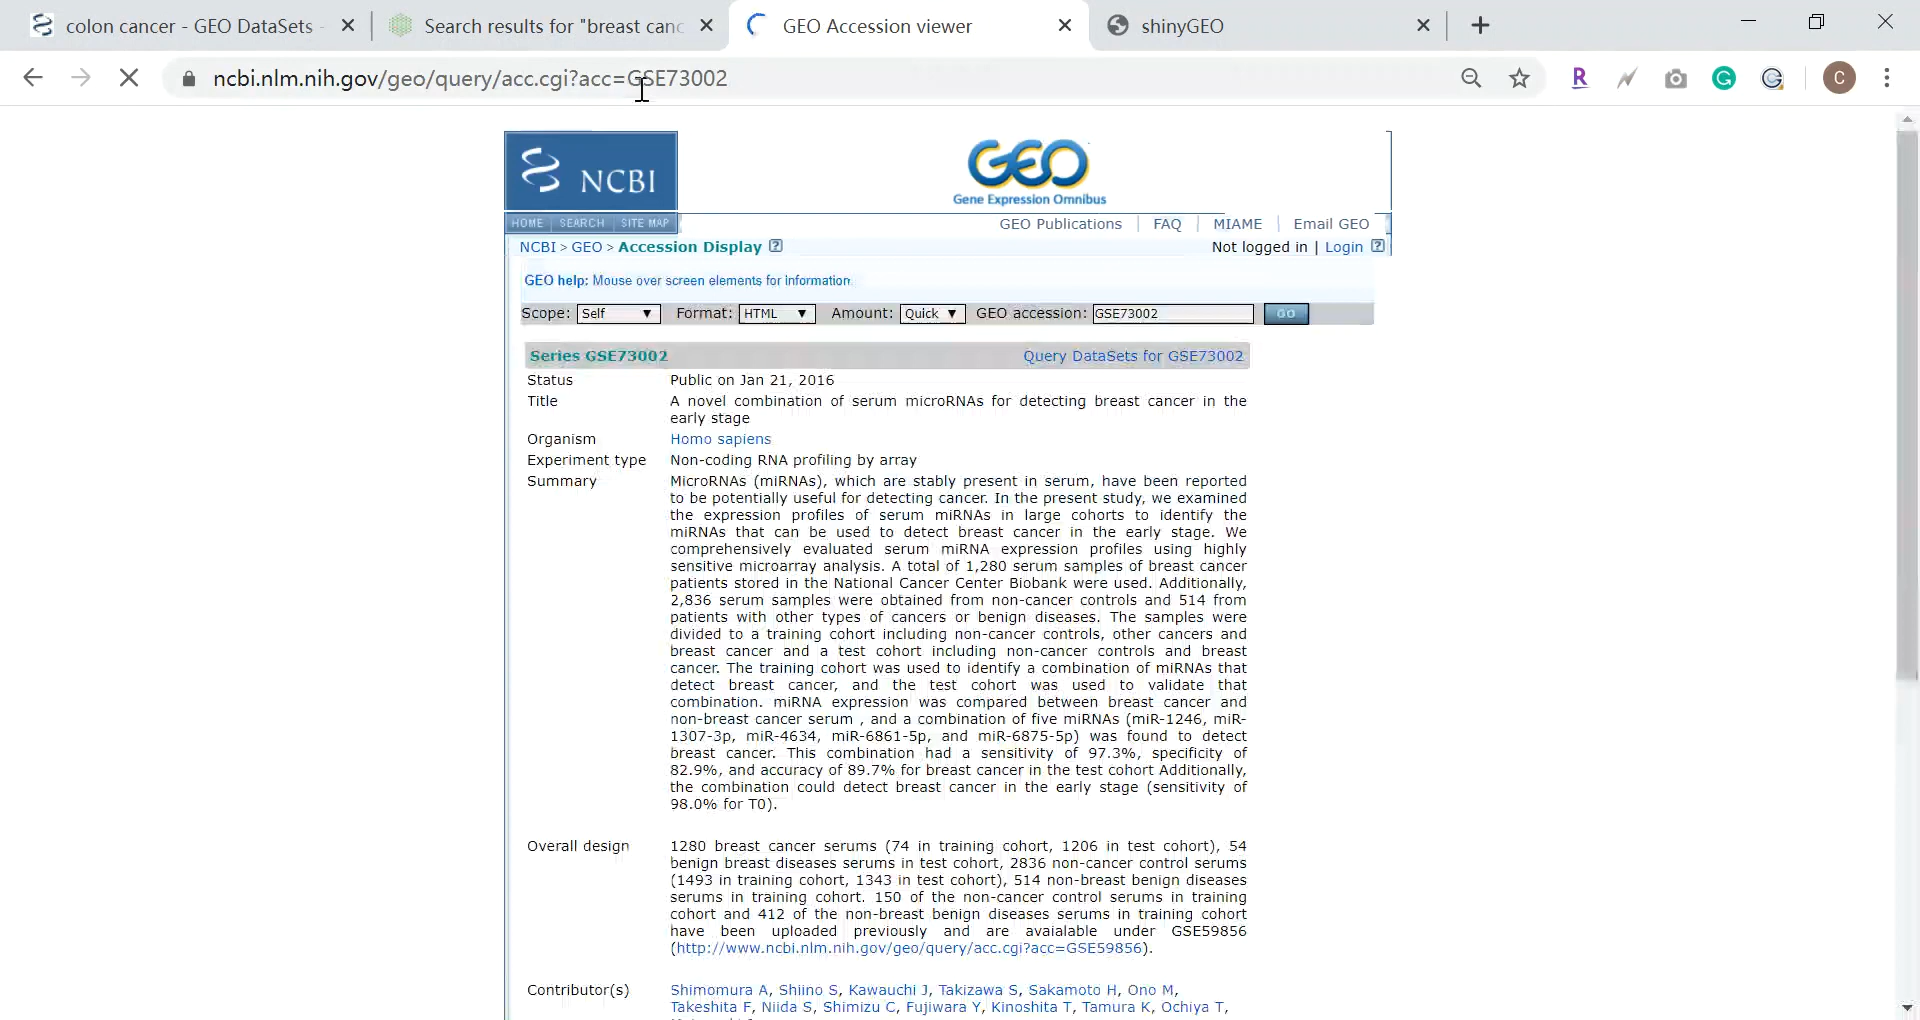 colon cancer - GEO DataSets -
Search results for "breast canc
GEO Accession viewer
shinyGEO
ncbi.nlm.nih.gov/geo/query/acc.cgi?acc=GSE73002
R
G
C
NCBI
GEO
Gene Expression Omnibus
HOME SEARCH SITE MAP
GEO Publications FAQ MIAME Email GEO
NCBI > GEO > Accession Display ?
Not logged in | Login ?
GEO help: Mouse over screen elements for information.
Scope: Self Format: HTML Amount: Quick GEO accession: GSE73002 GO
Series GSE73002 Query DataSets for GSE73002
Status Public on Jan 21, 2016
Title A novel combination of serum microRNAs for detecting breast cancer in the
early stage
Organism Homo sapiens
Experiment type Non-coding RNA profiling by array
Summary MicroRNAs (miRNAs), which are stably present in serum, have been reported
to be potentially useful for detecting cancer. In the present study, we examined
the expression profiles of serum miRNAs in large cohorts to identify the
miRNAs that can be used to detect breast cancer in the early stage. We
comprehensively evaluated serum miRNA expression profiles using highly
sensitive microarray analysis. A total of 1,280 serum samples of breast cancer
patients stored in the National Cancer Center Biobank were used. Additionally,
2,836 serum samples were obtained from non-cancer controls and 514 from
patients with other types of cancers or benign diseases. The samples were
divided to a training cohort including non-cancer controls, other cancers and
breast cancer and a test cohort including non-cancer controls and breast
cancer. The training cohort was used to identify a combination of miRNAs that
detect breast cancer, and the test cohort was used to validate that
combination. miRNA expression was compared between breast cancer and
non-breast cancer serum , and a combination of five miRNAs (miR-1246, miR-
1307-3p, miR-4634, miR-6861-5p, and miR-6875-5p) was found to detect
breast cancer. This combination had a sensitivity of 97.3%, specificity of
82.9%, and accuracy of 89.7% for breast cancer in the test cohort Additionally,
the combination could detect breast cancer in the early stage (sensitivity of
98.0% for T0).
Overall design 1280 breast cancer serums (74 in training cohort, 1206 in test cohort), 54
benign breast diseases serums in test cohort, 2836 non-cancer control serums
(1493 in training cohort, 1343 in test cohort), 514 non-breast benign diseases
serums in training cohort. 150 of the non-cancer control serums in training
cohort and 412 of the non-breast benign diseases serums in training cohort
have been uploaded previously and are avaialable under GSE59856
(http://www.ncbi.nlm.nih.gov/geo/query/acc.cgi?acc=GSE59856).
Contributor(s) Shimomura A, Shiino S, Kawauchi J, Takizawa S, Sakamoto H, Ono M,
Takeshita F, Niida S, Shimizu C, Fujiwara Y, Kinoshita T, Tamura K, Ochiya T,